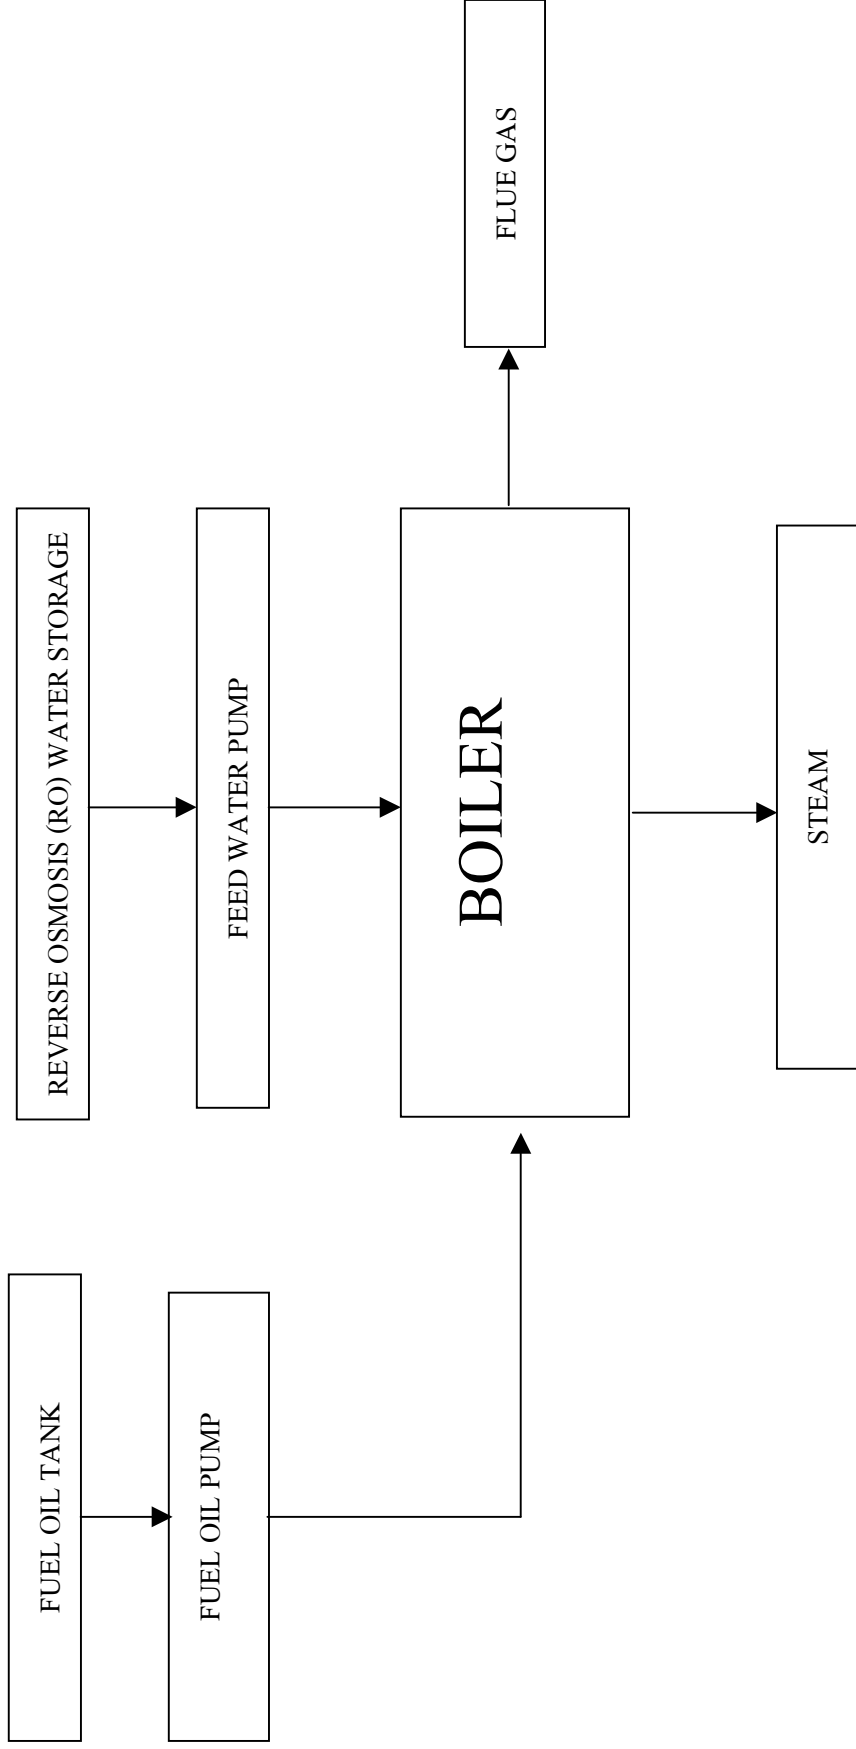 FUEL OIL TANK
REVERSE OSMOSIS (RO) WATER STORAGE
FUEL OIL PUMP
FEED WATER PUMP
BOILER
FLUE GAS
STEAM